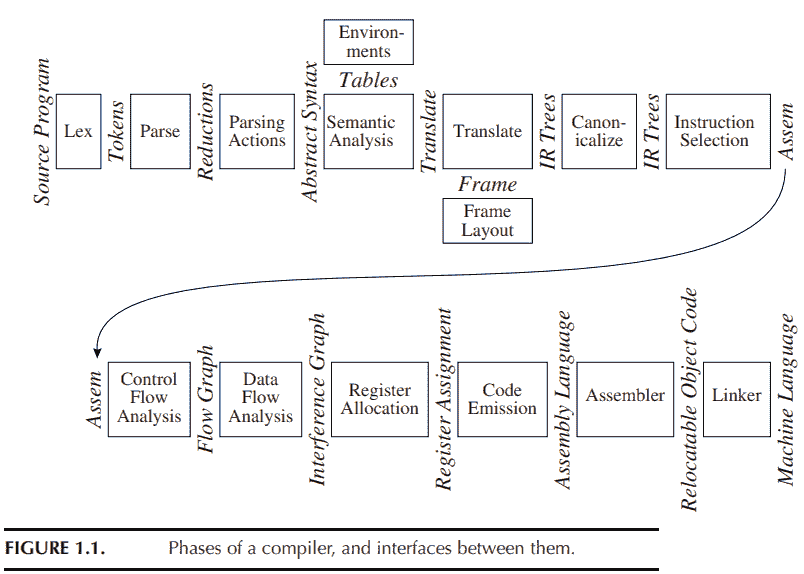 Environ-
ments
Tables
Source Program
Lex
Tokens
Parse
Reductions
Parsing
Actions
Abstract Syntax
Semantic
Analysis
Translate
Translate
IR Trees
Canon-
icalize
IR Trees
Instruction
Selection
Assem
Frame
Frame
Layout
Assem
Control
Flow
Analysis
Flow Graph
Data
Flow
Analysis
Interference Graph
Register
Allocation
Register Assignment
Code
Emission
Assembly Language
Assembler
Relocatable Object Code
Linker
Machine Language
FIGURE 1.1. Phases of a compiler, and interfaces between them.